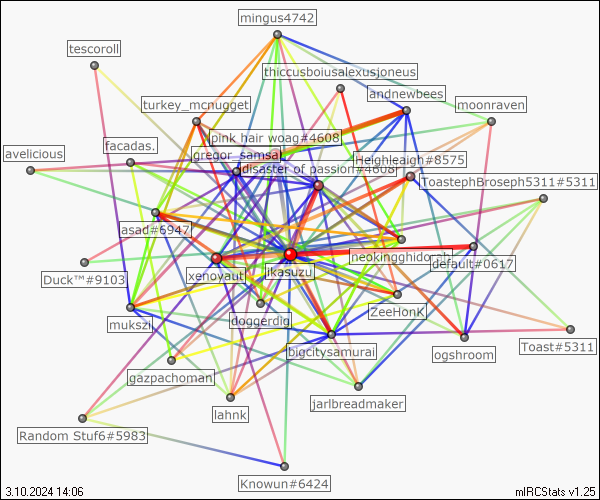 mingus4742
tescoroll
thiccusboiusalexusjoneus
andnewbees
turkey_mcnugget
moonraven
pink hair woag#4608
facadas.
avelicious
gregor_samsa
Heighleigh#8575
disaster of passion#4608
ToastephBroseph5311#5311
asad#6947
neokingghidorah
default#0617
xenoyaut
ikasuzu
Duck™#9103
doggerdig
ZeeHonk
mukszi
bigcitysamurai
ogshroom
Toast#5311
gazpachoman
jarlbreadmaker
lahnk
Random Stuf6#5983
Knowun#6424
3.10.2024 14:06
mIRCStats v1.25